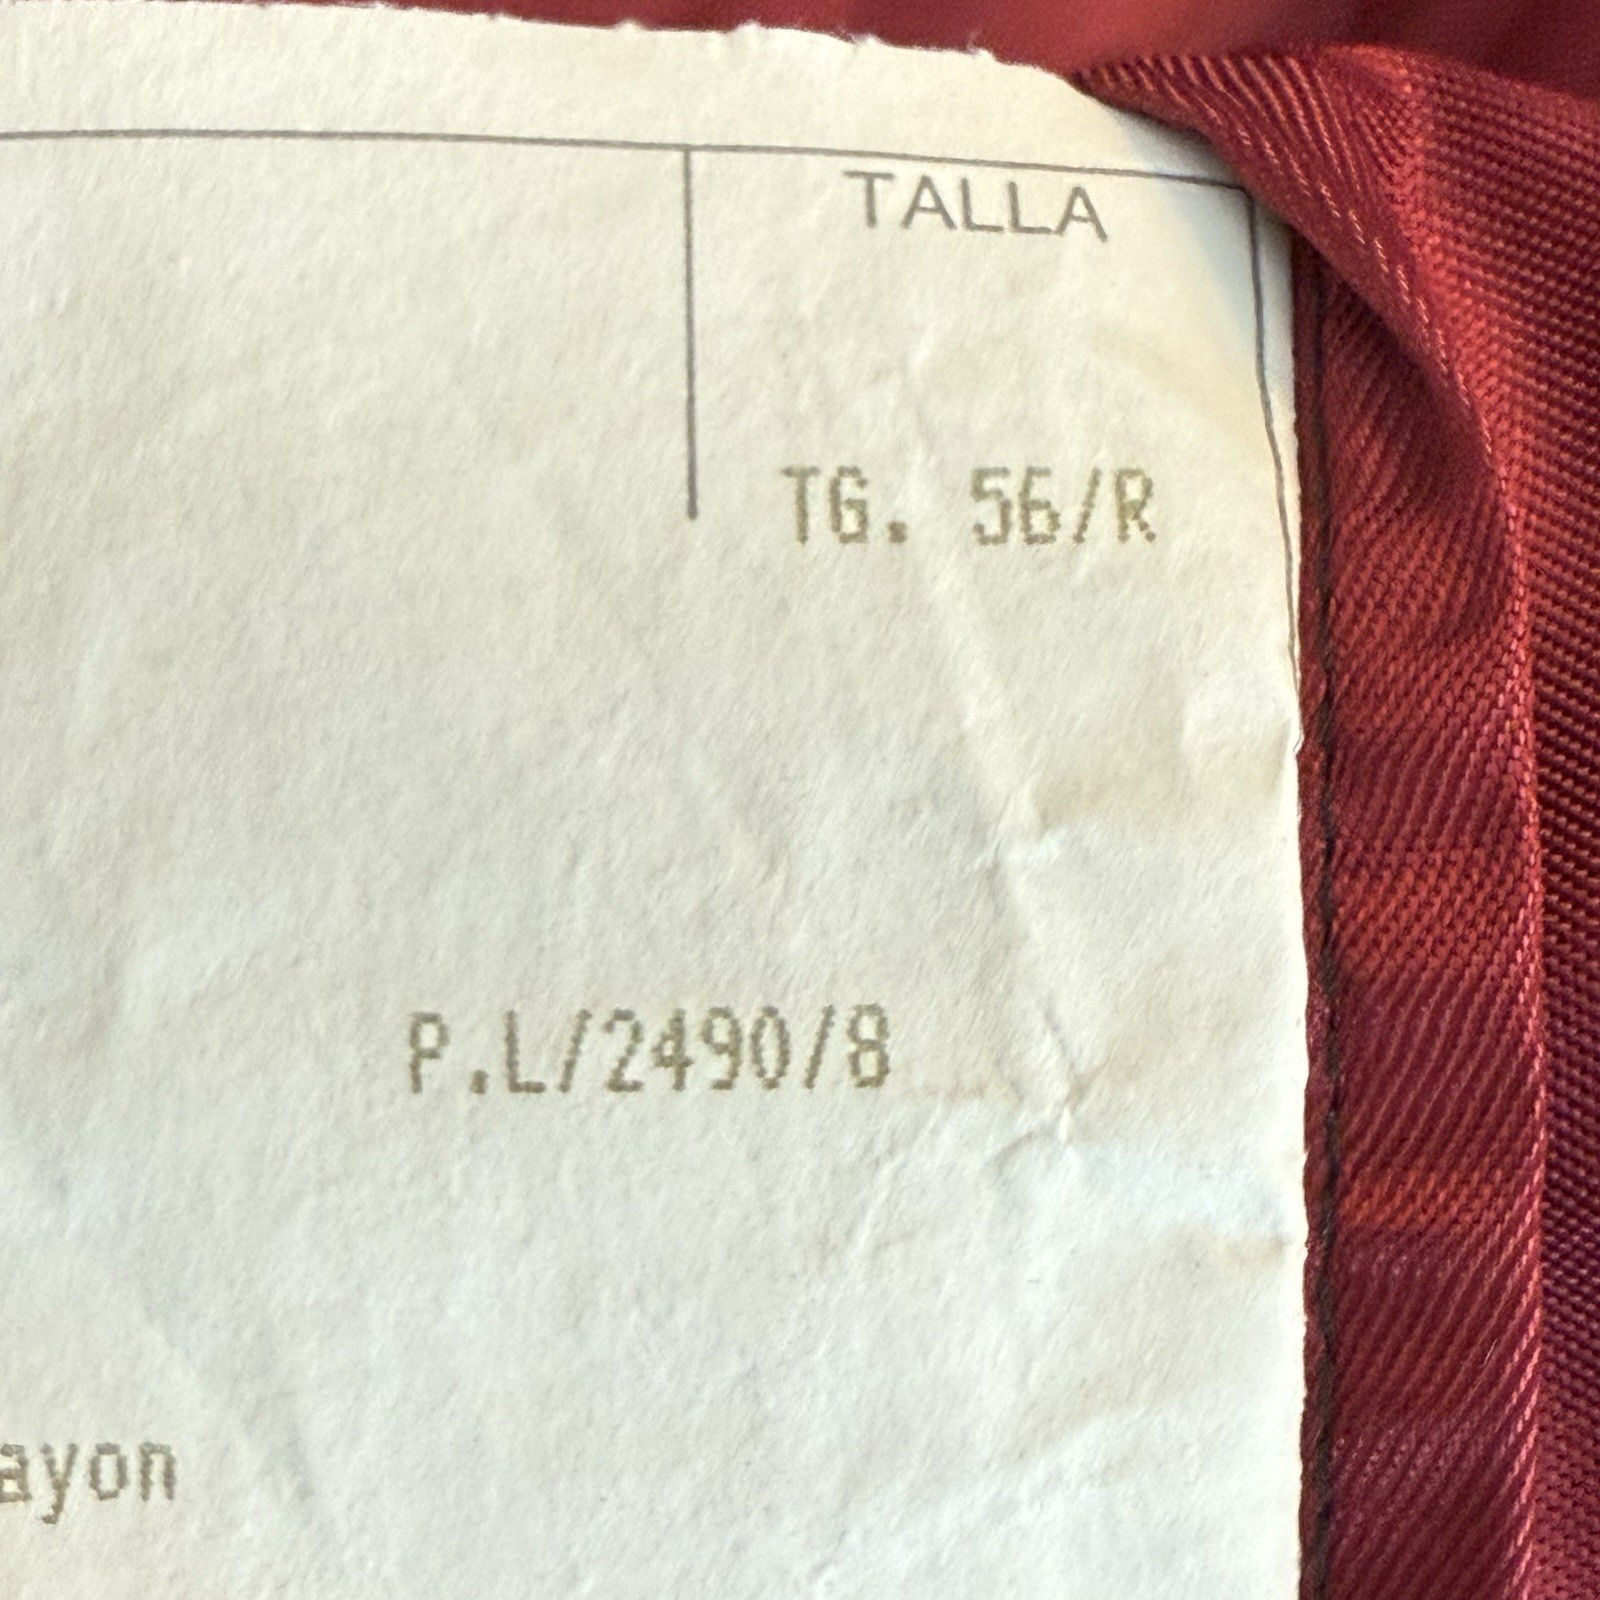 TALLA
TG. 56/R
P.L/2490/8
ayon